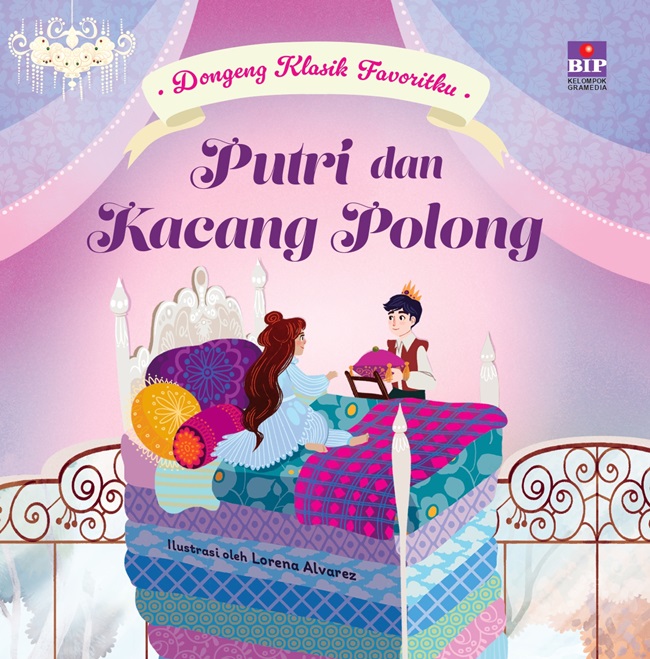 • Dongeng Klasik Favoritku •
BIP
KELOMPOK
GRAMEDIA
Putri dan
Kacang Polong
Ilustrasi oleh Lorena Alvarez